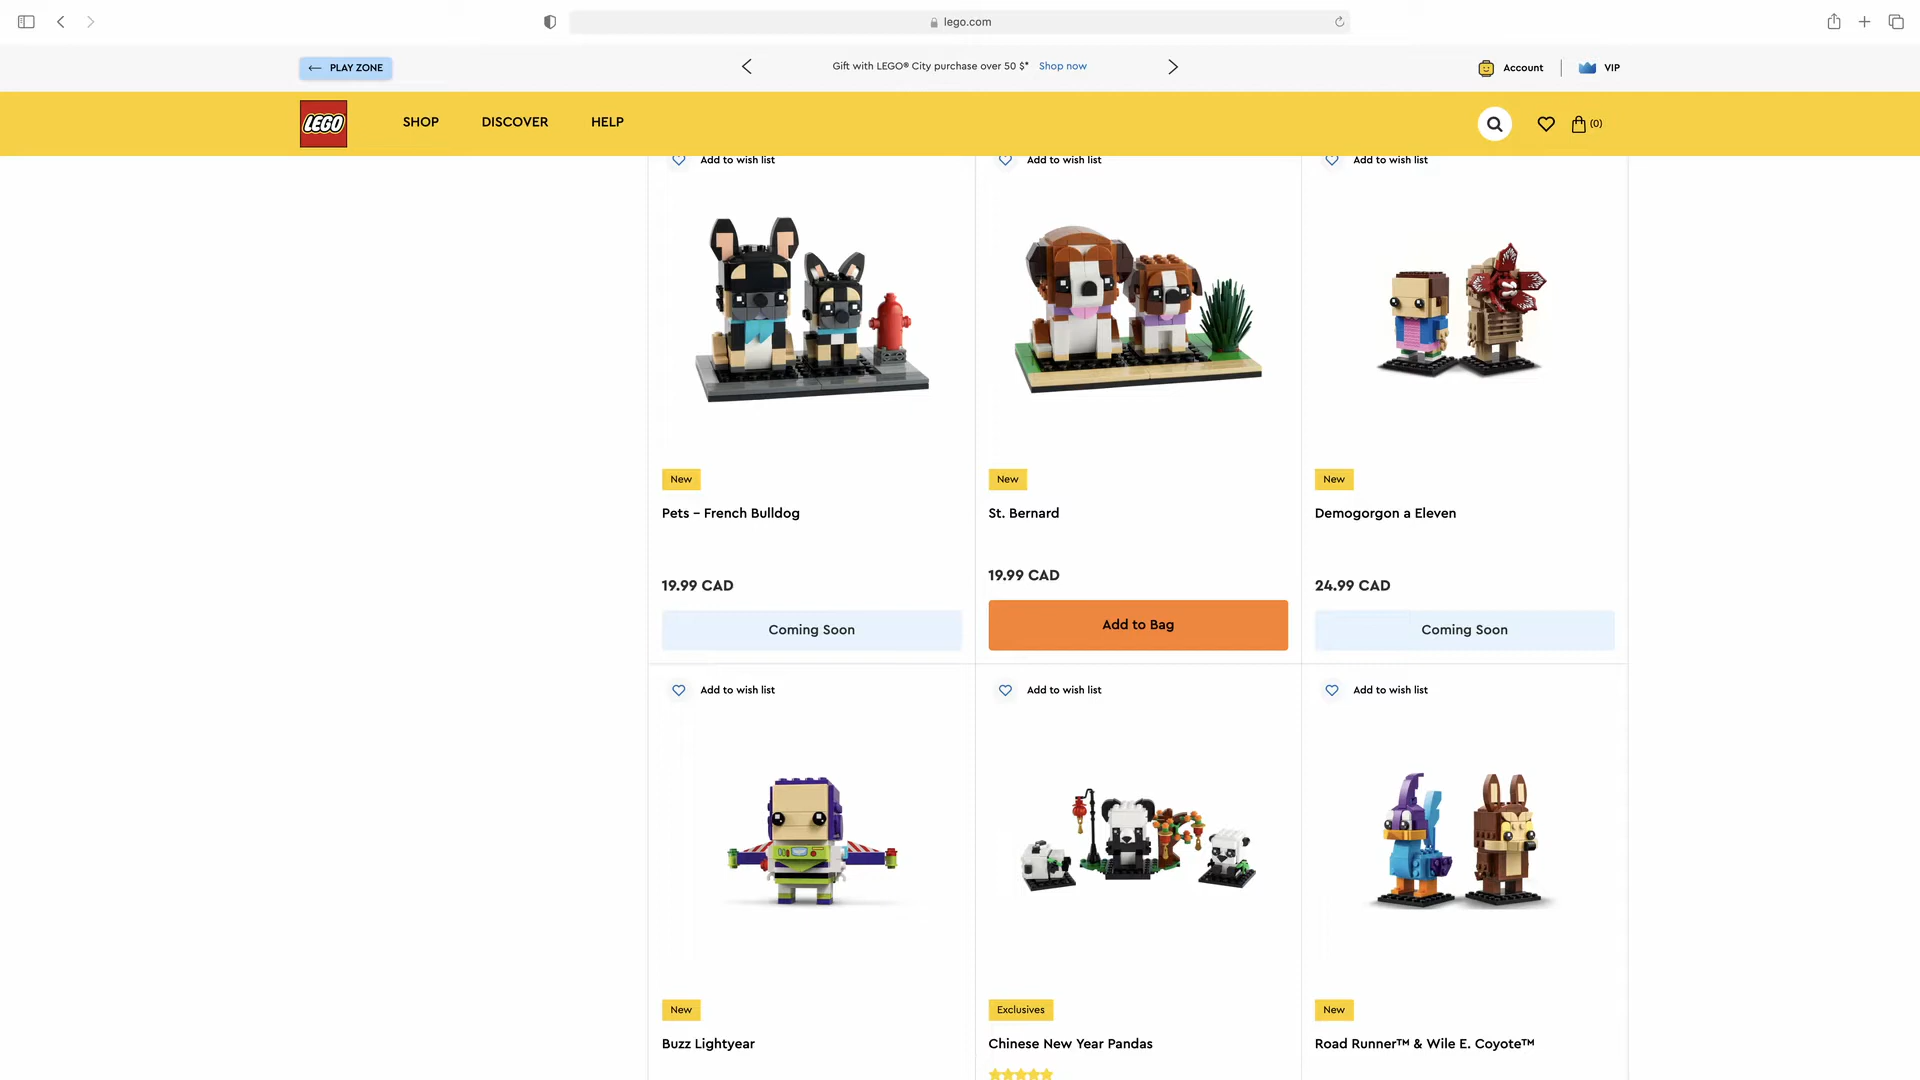 lego.com
PLAY ZONE
Gift with LEGO® City purchase over 50 $* Shop now
Account
VIP
LEGO
SHOP
DISCOVER
HELP
(0)
Add to wish list
Add to wish list
Add to wish list
New
New
New
Pets – French Bulldog
St. Bernard
Demogorgon a Eleven
19.99 CAD
19.99 CAD
24.99 CAD
Coming Soon
Add to Bag
Coming Soon
Add to wish list
Add to wish list
Add to wish list
New
Exclusives
New
Buzz Lightyear
Chinese New Year Pandas
Road Runner™ & Wile E. Coyote™